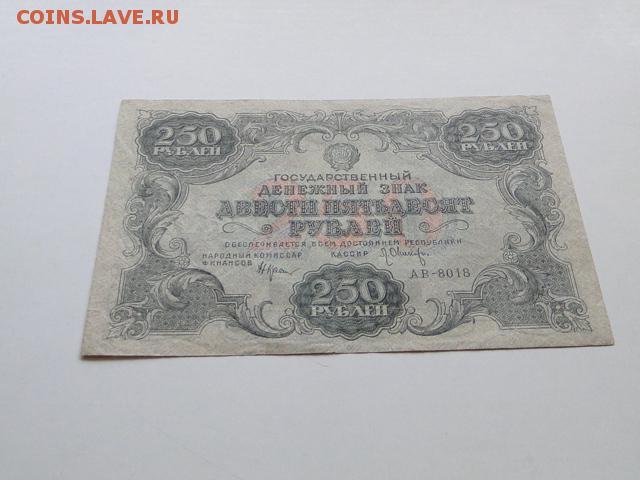 COINS.LAVE.RU
250
РУБЛЕЙ
250
РУБЛЕЙ
ГОСУДАРСТВЕННЫЙ
ДЕНЕЖНЫЙ ЗНАК
ДВЕСТИ ПЯТЬДЕСЯТ
РУБЛЕЙ
ОБЕСПЕЧИВАЕТСЯ ВСЕМ ДОСТОЯНИЕМ РЕСПУБЛИКИ
НАРОДНЫЙ КОМИССАР
ФИНАНСОВ
КАССИР
АВ-8018
250
РУБЛЕЙ